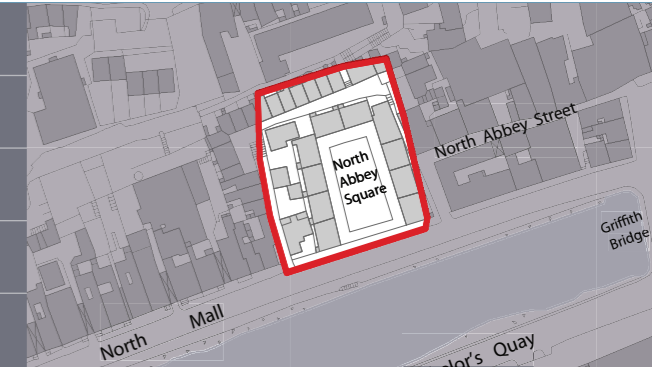 North Abbey Street
North
Abbey
Square
Griffith
Bridge
North Mall
Quay